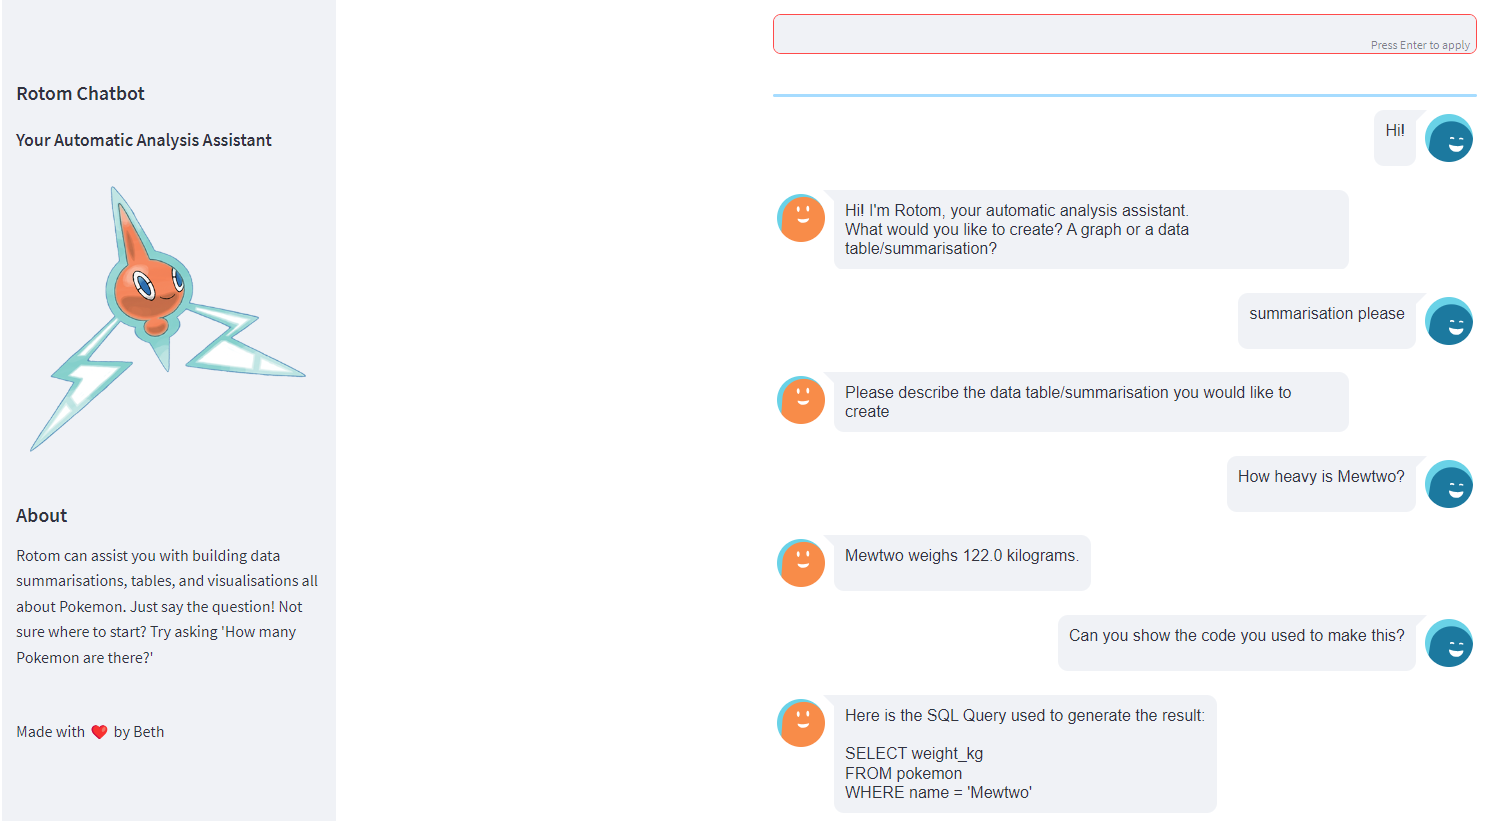 Rotom Chatbot
Your Automatic Analysis Assistant
About
Rotom can assist you with building data
summarisations, tables, and visualisations all
about Pokemon. Just say the question! Not
sure where to start? Try asking 'How many
Pokemon are there?'
Made with ❤️ by Beth
Press Enter to apply
Hi!
Hi! I'm Rotom, your automatic analysis assistant.
What would you like to create? A graph or a data
table/summarisation?
summarisation please
Please describe the data table/summarisation you would like to
create
How heavy is Mewtwo?
Mewtwo weighs 122.0 kilograms.
Can you show the code you used to make this?
Here is the SQL Query used to generate the result:
SELECT weight_kg
FROM pokemon
WHERE name = 'Mewtwo'